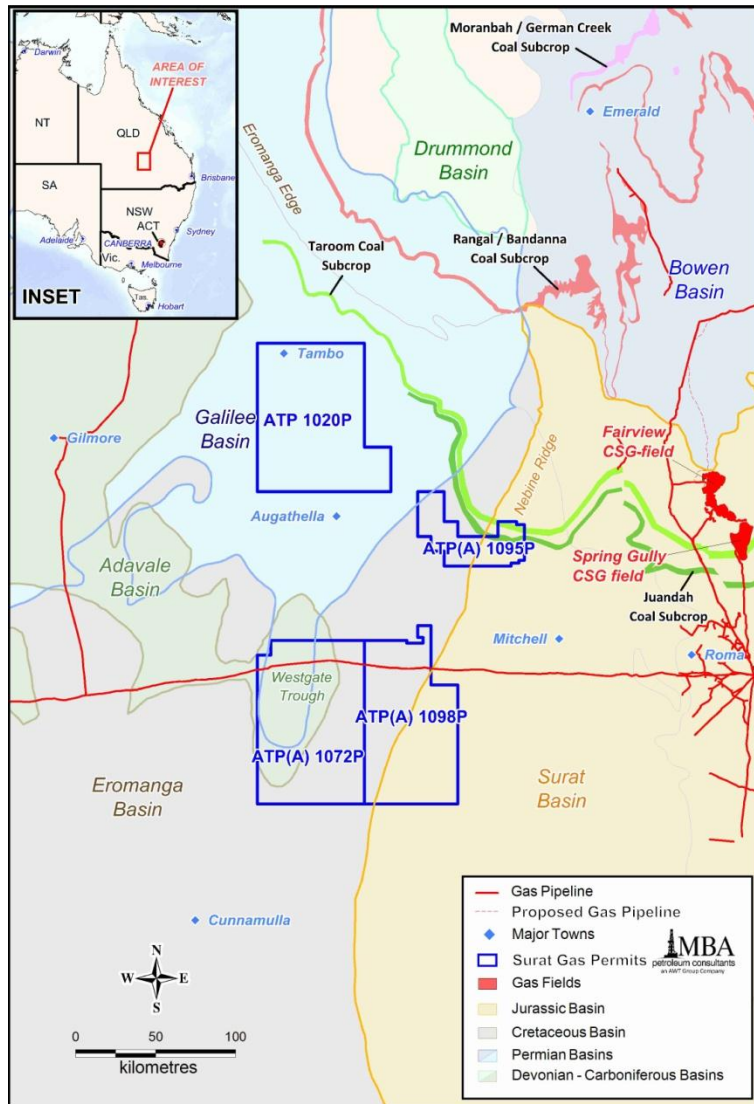 Darwin
AREA OF
INTEREST
NT
QLD
SA
Brisbane
NSW
ACT
Sydney
Adelaide
CANBERRA
Vic.
Melbourne
Tas.
Hobart
INSET
Moranbah / German Creek
Coal Subcrop
Emerald
Drummond
Basin
Eromanga Edge
Taroom Coal
Subcrop
Rangal / Bandanna
Coal Subcrop
Bowen
Basin
Tambo
Galilee
Basin
ATP 1020P
Gilmore
Nebine Ridge
Fairview
CSG-field
Augathella
ATP(A) 1095P
Spring Gully
CSG field
Adavale
Basin
Juandah
Coal Subcrop
Mitchell
Roma
Westgate
Trough
ATP(A) 1098P
ATP(A) 1072P
Eromanga
Basin
Surat
Basin
Cunnamulla
N
W
E
S
0
50
100
kilometres
Gas Pipeline
Proposed Gas Pipeline
Major Towns
Surat Gas Permits
Gas Fields
Jurassic Basin
Cretaceous Basin
Permian Basins
Devonian - Carboniferous Basins
MBA
petroleum consultants
an AWT Group Company